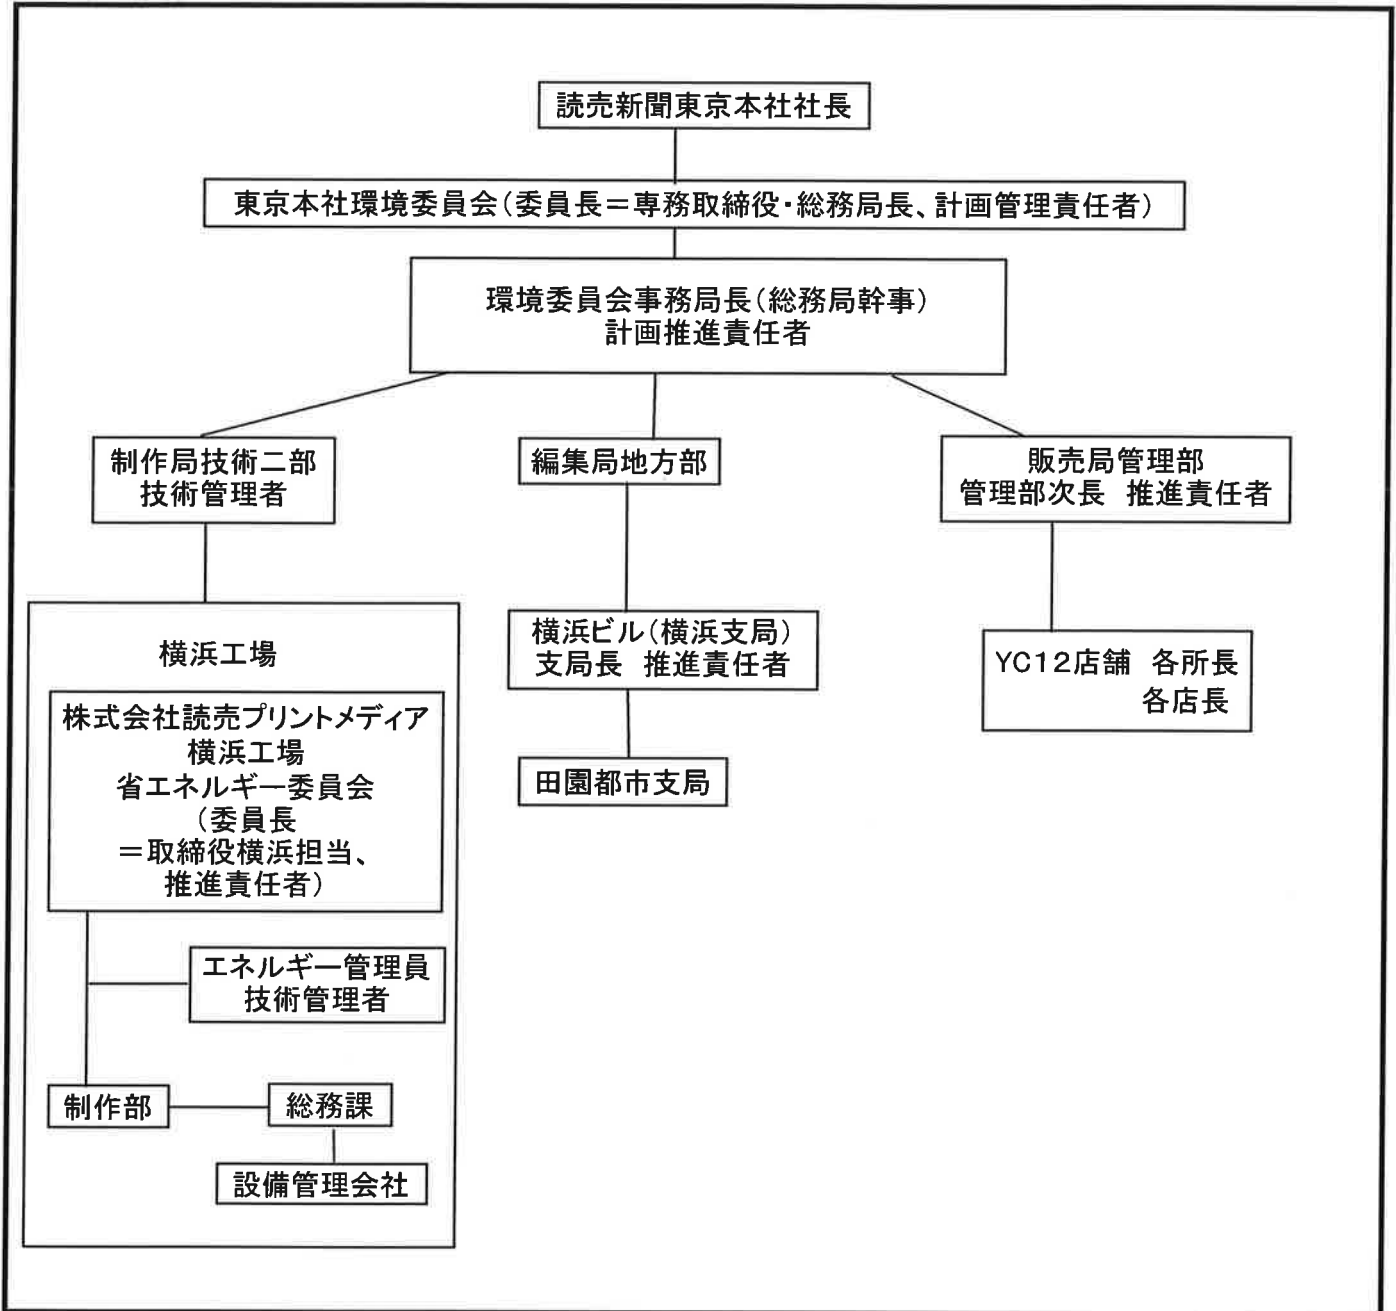 読売新聞東京本社社長
東京本社環境委員会(委員長=専務取締役・総務局長、計画管理責任者)
環境委員会事務局長(総務局幹事)
計画推進責任者
制作局技術二部
技術管理者
編集局地方部
販売局管理部
管理部次長 推進責任者
横浜工場
株式会社読売プリントメディア
横浜工場
省エネルギー委員会
(委員長
=取締役横浜担当、
推進責任者)
エネルギー管理員
技術管理者
制作部
総務課
設備管理会社
横浜ビル(横浜支局)
支局長 推進責任者
田園都市支局
YC12店舗 各所長
各店長